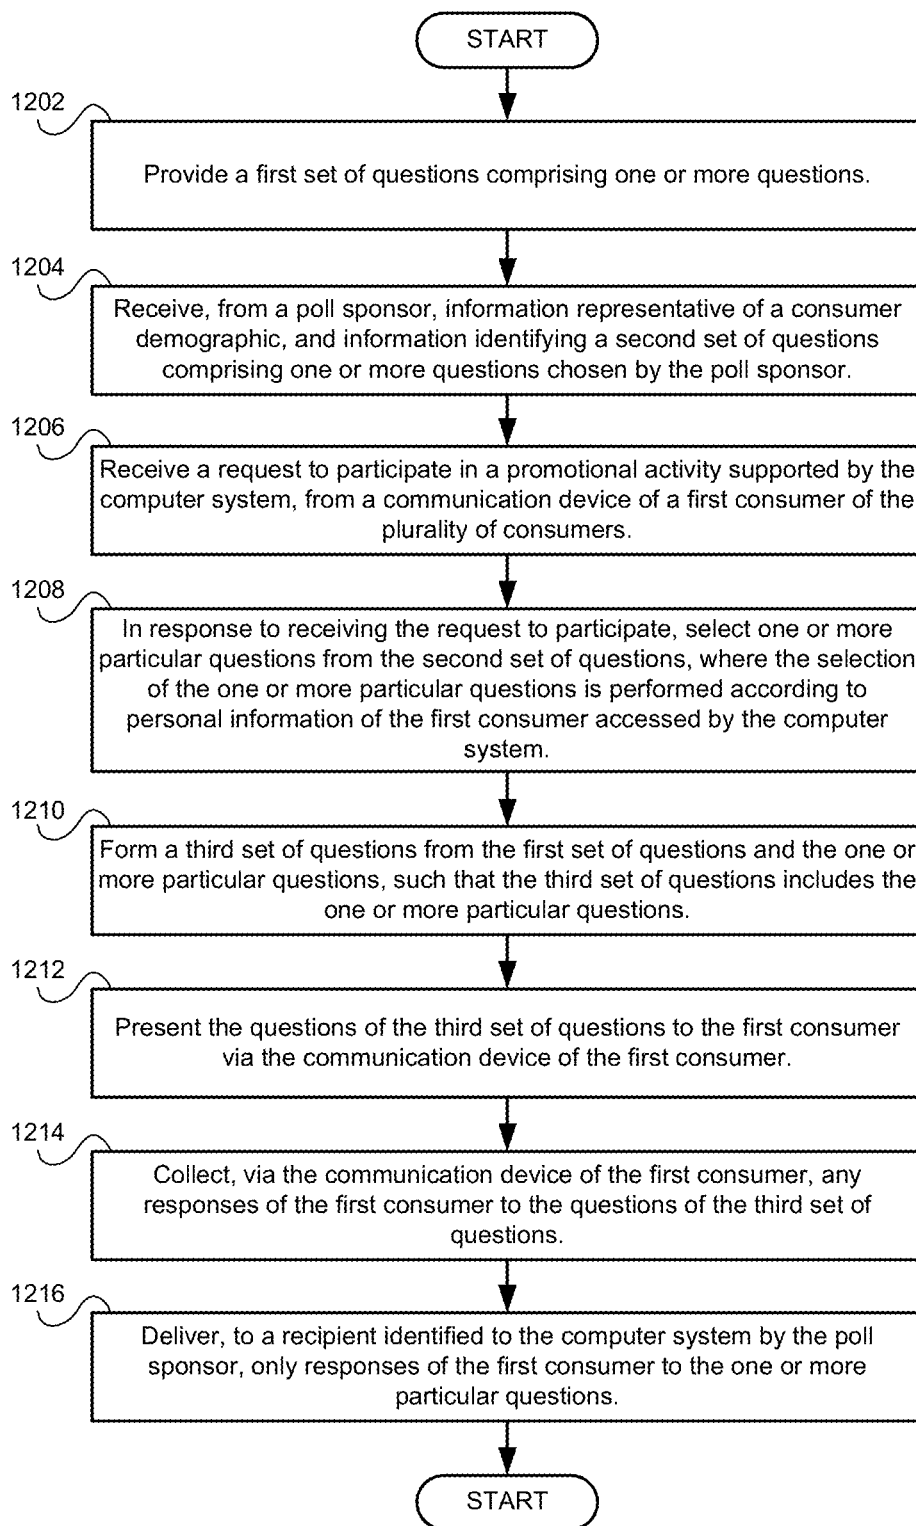 START
1202
Provide a first set of questions comprising one or more questions.
1204
Receive, from a poll sponsor, information representative of a consumer
demographic, and information identifying a second set of questions
comprising one or more questions chosen by the poll sponsor.
1206
Receive a request to participate in a promotional activity supported by the
computer system, from a communication device of a first consumer of the
plurality of consumers.
1208
In response to receiving the request to participate, select one or more
particular questions from the second set of questions, where the selection
of the one or more particular questions is performed according to
personal information of the first consumer accessed by the computer
system.
1210
Form a third set of questions from the first set of questions and the one or
more particular questions, such that the third set of questions includes the
one or more particular questions.
1212
Present the questions of the third set of questions to the first consumer
via the communication device of the first consumer.
1214
Collect, via the communication device of the first consumer, any
responses of the first consumer to the questions of the third set of
questions.
1216
Deliver, to a recipient identified to the computer system by the poll
sponsor, only responses of the first consumer to the one or more
particular questions.
START